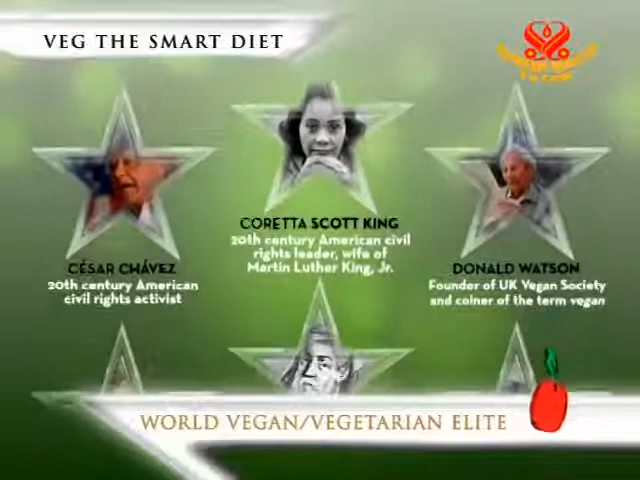 VEG THE SMART DIET
CORETTA SCOTT KING
20th century American civil
rights leader, wife of
Martin Luther King, Jr.
CÉSAR CHÁVEZ
20th century American
civil rights activist
DONALD WATSON
Founder of UK Vegan Society
and coiner of the term vegan
WORLD VEGAN/VEGETARIAN ELITE